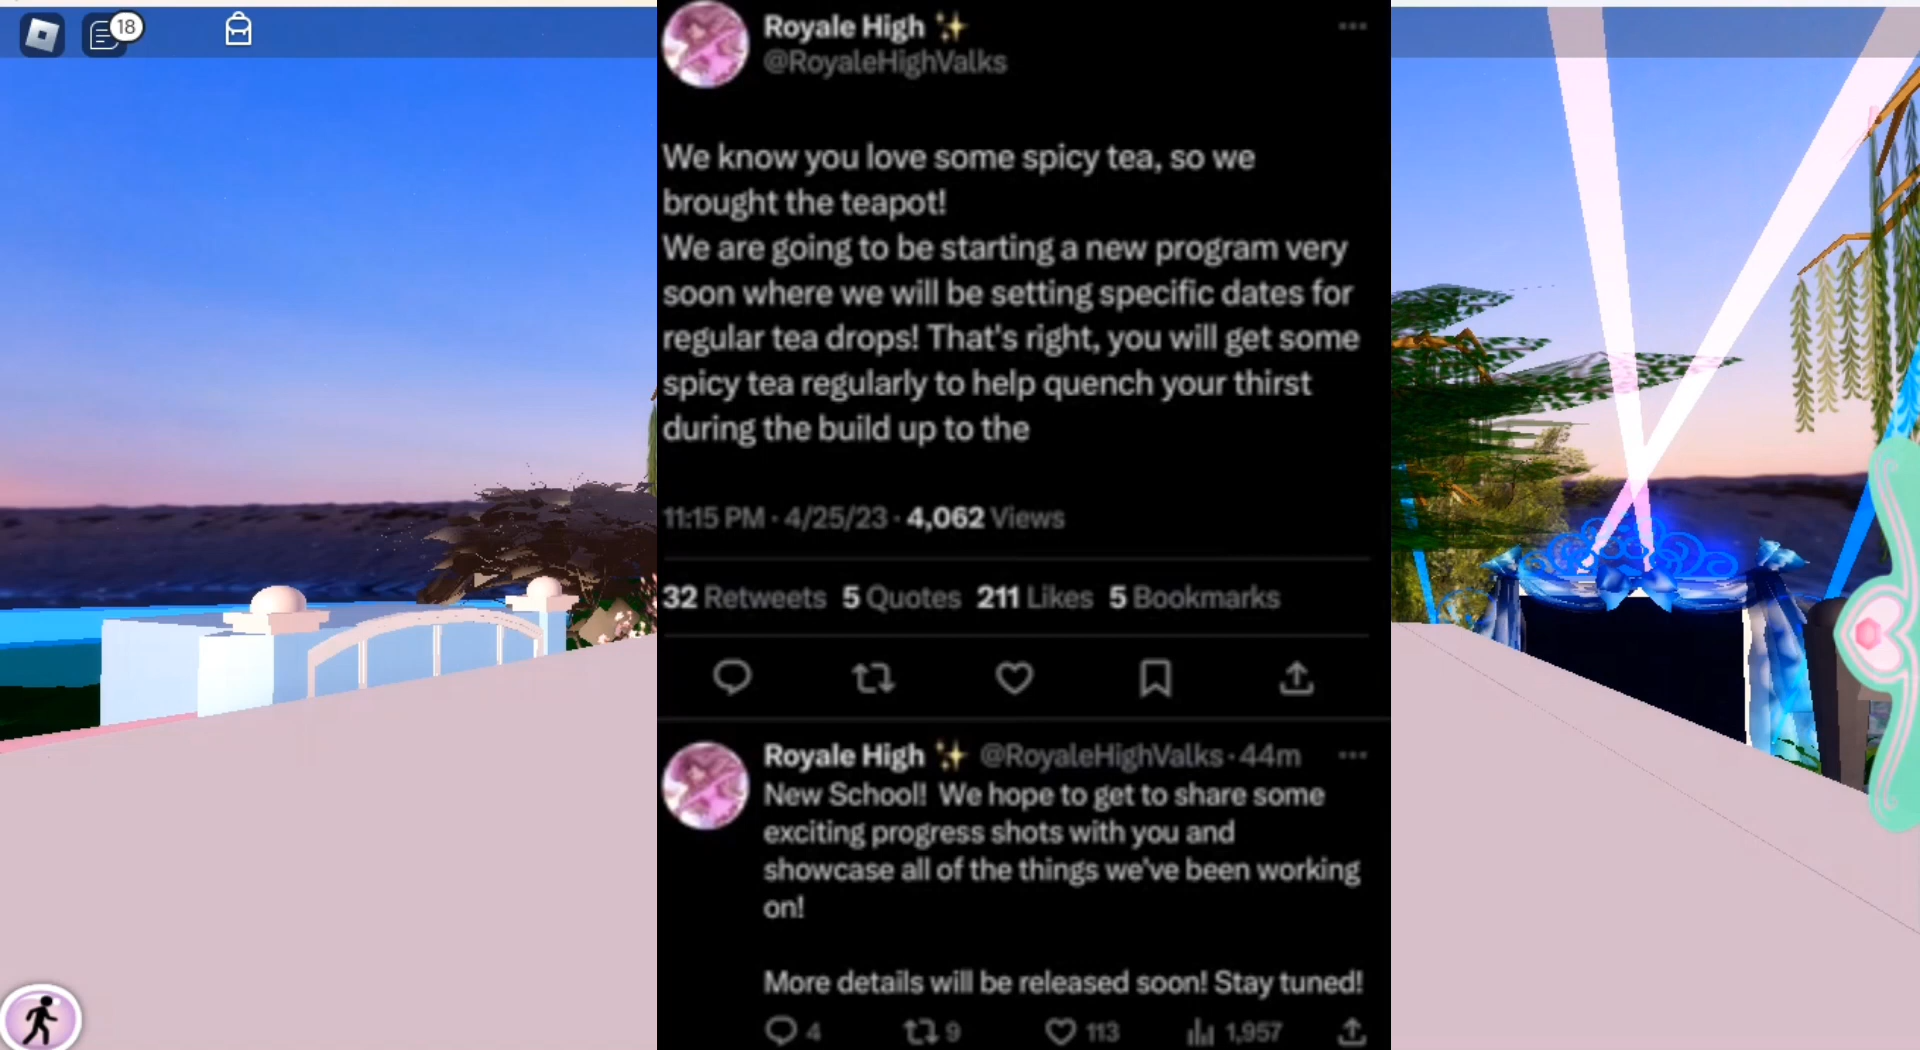 18
Royale High ✨
@RoyaleHighValks
We know you love some spicy tea, so we
brought the teapot!
We are going to be starting a new program very
soon where we will be setting specific dates for
regular tea drops! That's right, you will get some
spicy tea regularly to help quench your thirst
during the build up to the
11:15 PM · 4/25/23 · 4,062 Views
32 Retweets 5 Quotes 211 Likes 5 Bookmarks
Royale High ✨ @RoyaleHighValks · 44m
New School! We hope to get to share some
exciting progress shots with you and
showcase all of the things we've been working
on!
More details will be released soon! Stay tuned!
4 9 113 1,957